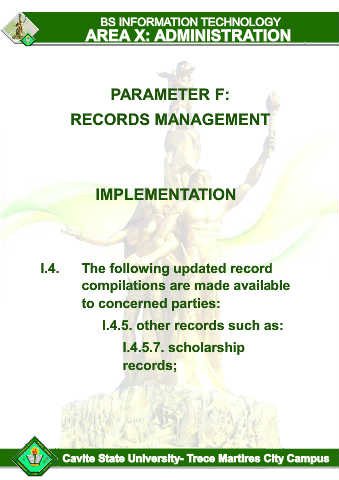 BS INFORMATION TECHNOLOGY
AREA X: ADMINISTRATION
PARAMETER F:
RECORDS MANAGEMENT
IMPLEMENTATION
I.4. The following updated record
compilations are made available
to concerned parties:
I.4.5. other records such as:
I.4.5.7. scholarship
records;
Cavite State University- Trece Martires City Campus